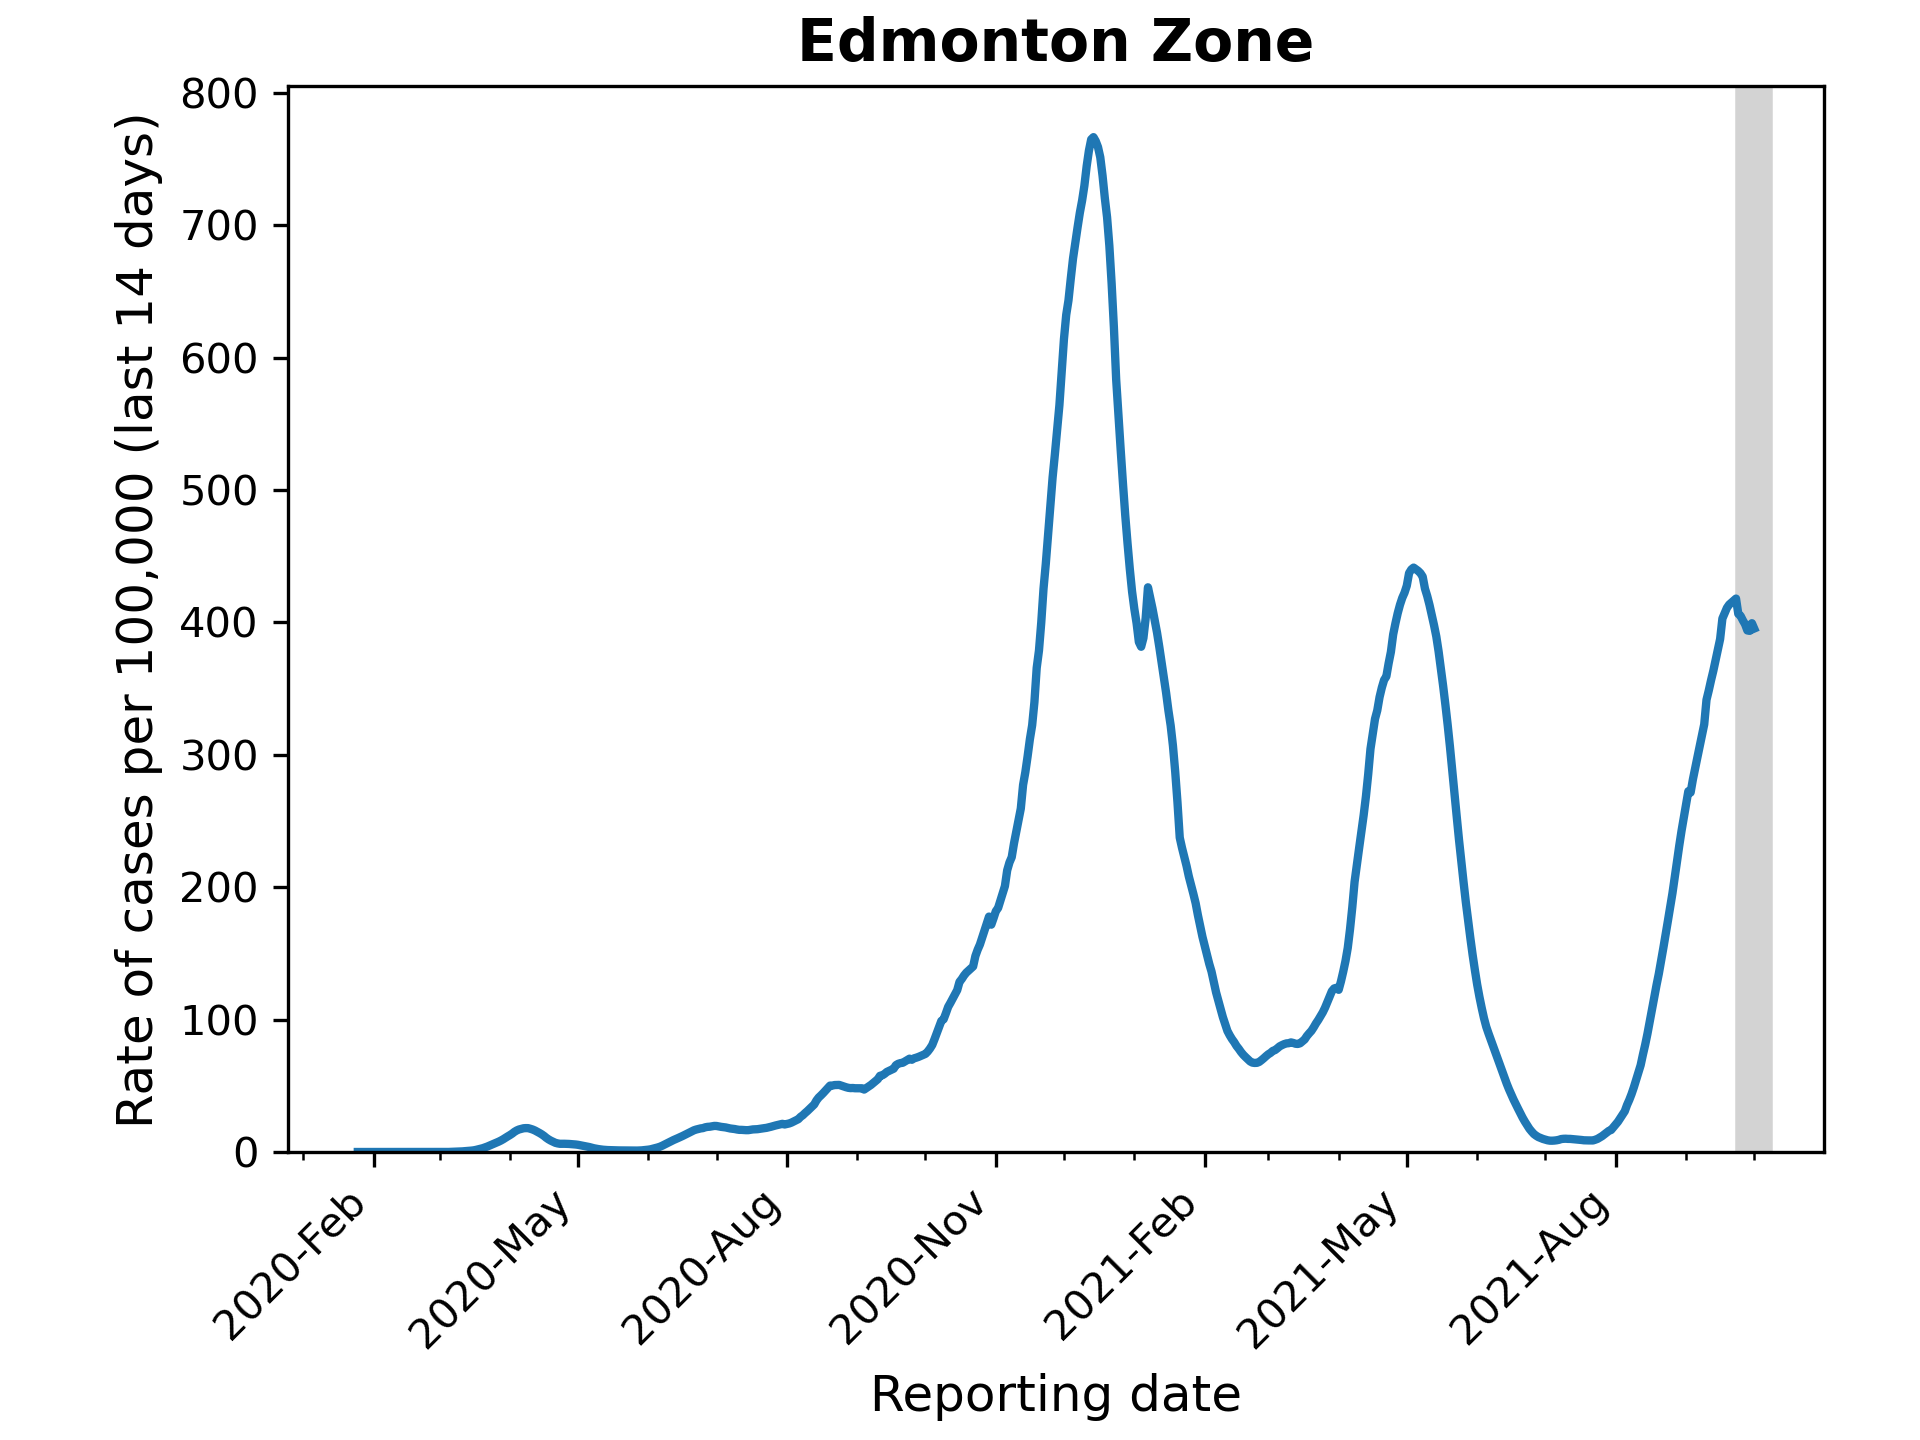 Edmonton Zone
Rate of cases per 100,000 (last 14 days)
800
700
600
500
400
300
200
100
0
2020-Feb
2020-May
2020-Aug
2020-Nov
2021-Feb
2021-May
2021-Aug
Reporting date